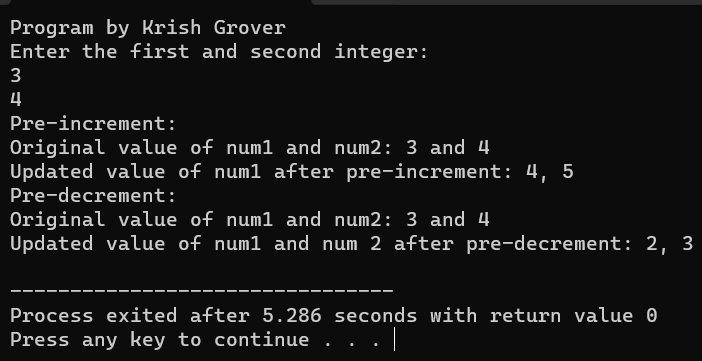 Program by Krish Grover
Enter the first and second integer:
3
4
Pre-increment:
Original value of num1 and num2: 3 and 4
Updated value of num1 after pre-increment: 4, 5
Pre-decrement:
Original value of num1 and num2: 3 and 4
Updated value of num1 and num 2 after pre-decrement: 2, 3
--------------------------------
Process exited after 5.286 seconds with return value 0
Press any key to continue . . .